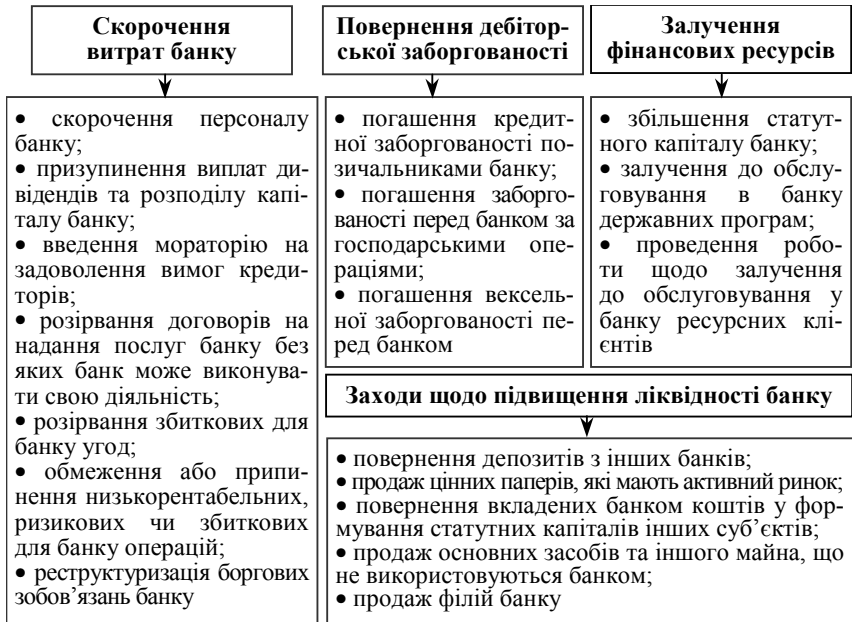 Скорочення
витрат банку
• скорочення персоналу
банку;
• призупинення виплат ди-
відендів та розподілу капі-
талу банку;
• введення мораторію на
задоволення вимог креди-
торів;
• розірвання договорів на
надання послуг банку без
яких банк може виконува-
ти свою діяльність;
• розірвання збиткових для
банку угод;
• обмеження або припи-
нення низькорентабельних,
ризикових чи збиткових
для банку операцій;
• реструктуризація боргових
зобов’язань банку
Повернення дебітор-
ської заборгованості
• погашення кредит-
ної заборгованості по-
зичальниками банку;
• погашення заборго-
ваності перед банком за
господарськими опе-
раціями;
• погашення вексель-
ної заборгованості пе-
ред банком
Залучення
фінансових ресурсів
• збільшення статут-
ного капіталу банку;
• залучення до обслу-
говування в банку
державних програм;
• проведення робо-
ти щодо залучення
до обслуговування у
банку ресурсних клі-
єнтів
Заходи щодо підвищення ліквідності банку
• повернення депозитів з інших банків;
• продаж цінних паперів, які мають активний ринок;
• повернення вкладених банком коштів у фор-
мування статутних капіталів інших суб’єктів;
• продаж основних засобів та іншого майна, що
не використовуються банком;
• продаж філій банку